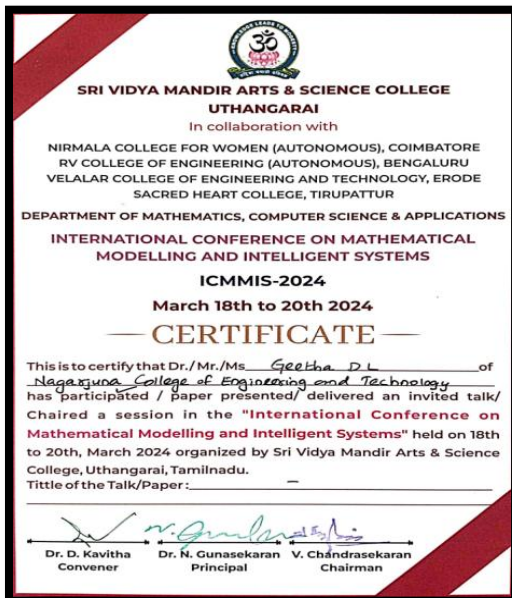 KNOWLEDGE LEADS TO
SRI VIDYA MANDIR ARTS & SCIENCE COLLEGE
UTHANGARAI
In collaboration with
NIRMALA COLLEGE FOR WOMEN (AUTONOMOUS), COIMBATORE
RV COLLEGE OF ENGINEERING (AUTONOMOUS), BENGALURU
VELALAR COLLEGE OF ENGINEERING AND TECHNOLOGY, ERODE
SACRED HEART COLLEGE, TIRUPATTUR
DEPARTMENT OF MATHEMATICS, COMPUTER SCIENCE & APPLICATIONS
INTERNATIONAL CONFERENCE ON MATHEMATICAL
MODELLING AND INTELLIGENT SYSTEMS
ICMMIS-2024
March 18th to 20th 2024
CERTIFICATE
This is to certify that Dr./Mr./Ms Geetha D L of
Nagarjuna College of Engineering and Technology
has participated / paper presented/ delivered an invited talk/
Chaired a session in the "International Conference on
Mathematical Modelling and Intelligent Systems" held on 18th
to 20th, March 2024 organized by Sri Vidya Mandir Arts & Science
College, Uthangarai, Tamilnadu.
Tittle of the Talk/Paper : –
Dr. D. Kavitha Dr. N. Gunasekaran V. Chandrasekaran
Convener Principal Chairman